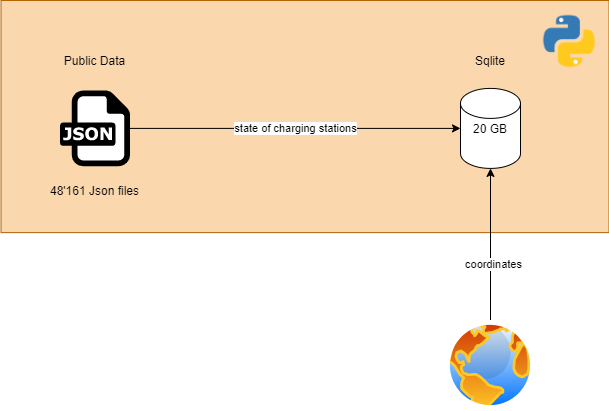 Public Data
Sqlite
JSON
state of charging stations
20 GB
48'161 Json files
coordinates